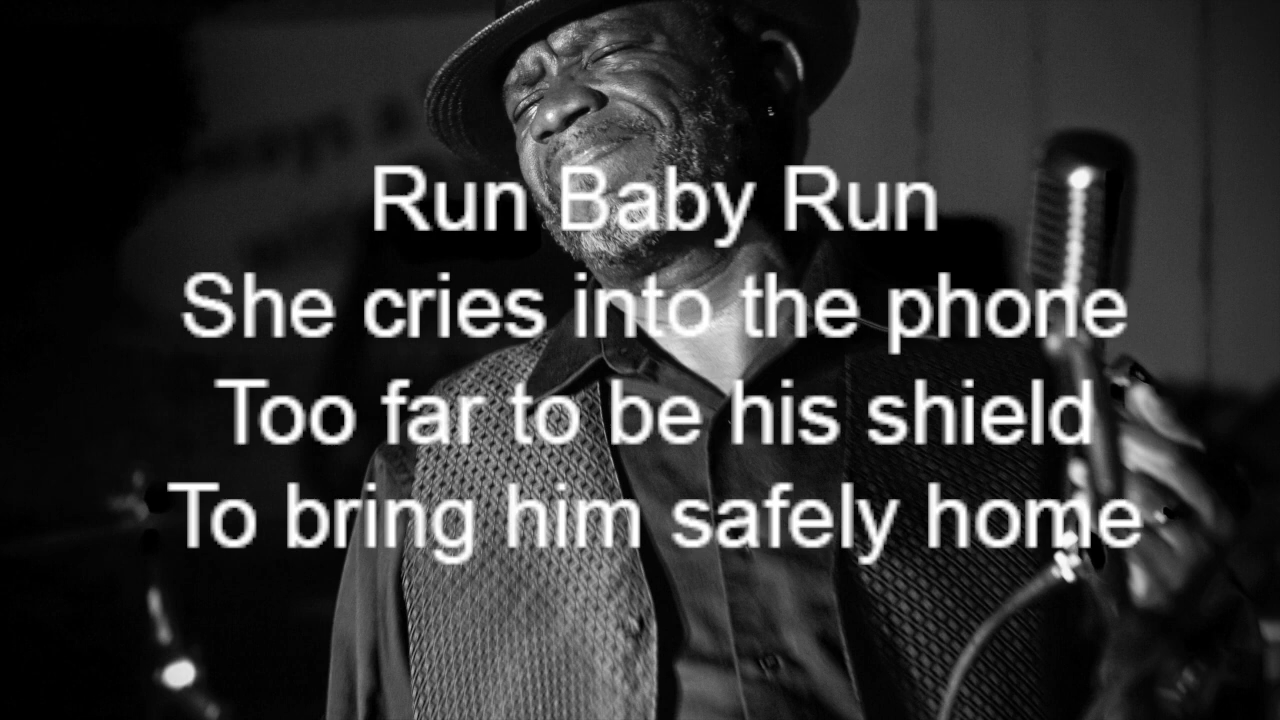 Run Baby Run
She cries into the phone
Too far to be his shield
To bring him safely home